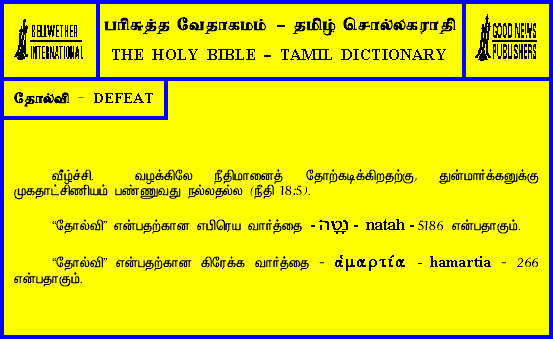 BELLWETHER
INTERNATIONAL
பரிசுத்த வேதாகமம் – தமிழ் சொல்லகராதி
THE HOLY BIBLE – TAMIL DICTIONARY
GOOD NEWS
PUBLISHERS
தோல்வி – DEFEAT
வீழ்ச்சி. வழக்கிலே நீதிமானைத் தோற்கடிக்கிறதற்கு, துன்மார்க்கனுக்கு
முகதாட்சிணியம் பண்ணுவது நல்லதல்ல (நீதி 18:5).
“தோல்வி” என்பதற்கான எபிரெய வார்த்தை - נָטָה - natah - 5186 என்பதாகும்.
“தோல்வி” என்பதற்கான கிரேக்க வார்த்தை - ἁμαρτία - hamartia - 266
என்பதாகும்.